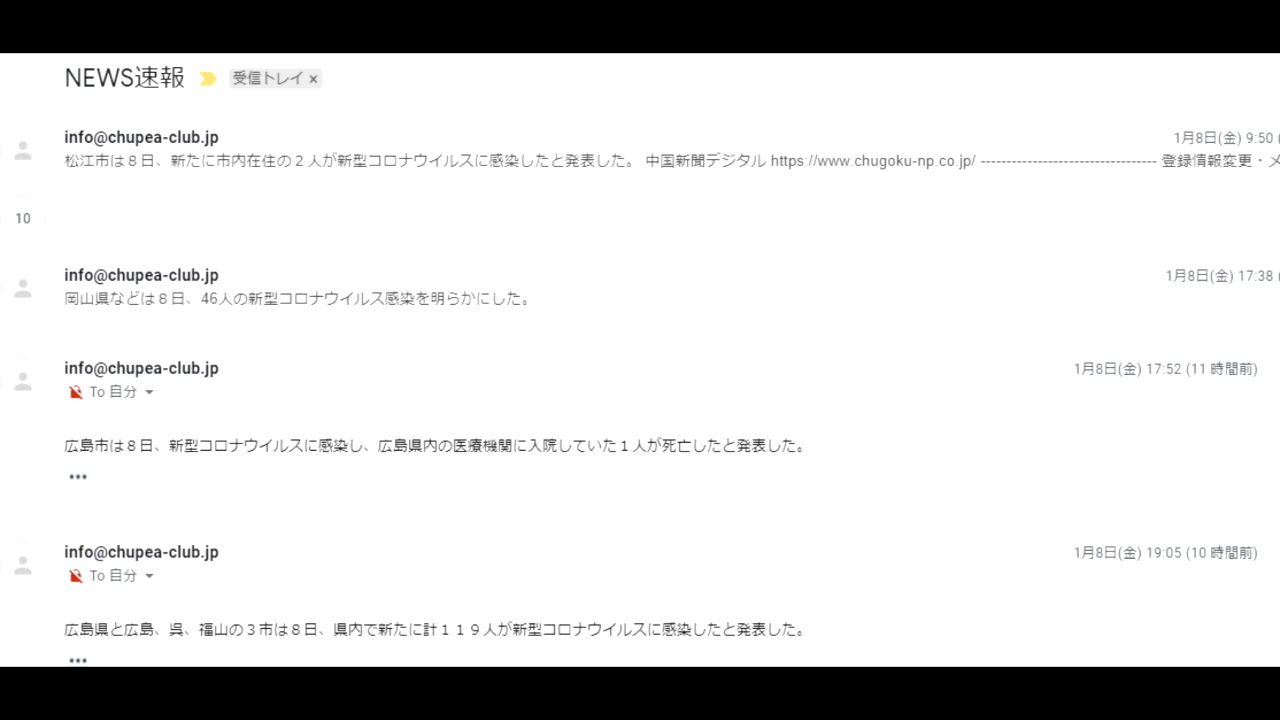 NEWS速報 受信トレイ ×
info@chupea-club.jp 1月8日(金) 9:50 (
松江市は８日、新たに市内在住の２人が新型コロナウイルスに感染したと発表した。 中国新聞デジタル https://www.chugoku-np.co.jp/ --------------------------------- 登録情報変更・メ
10
info@chupea-club.jp 1月8日(金) 17:38 (
岡山県などは８日、46人の新型コロナウイルス感染を明らかにした。
info@chupea-club.jp 1月8日(金) 17:52 (11 時間前)
To 自分
広島市は８日、新型コロナウイルスに感染し、広島県内の医療機関に入院していた１人が死亡したと発表した。
•••
info@chupea-club.jp 1月8日(金) 19:05 (10 時間前)
To 自分
広島県と広島、呉、福山の３市は８日、県内で新たに計１１９人が新型コロナウイルスに感染したと発表した。
•••